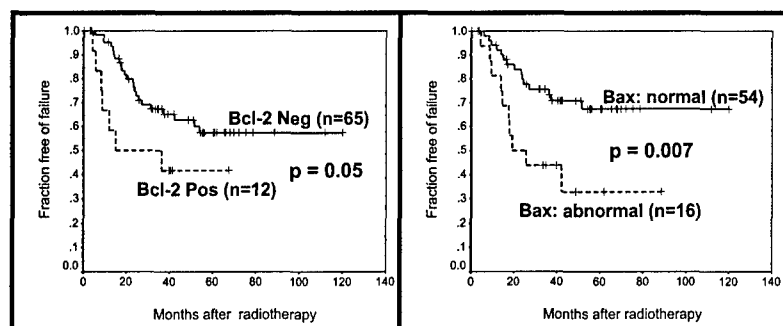 Fraction free of failure
1.0
.9
.8
.7
.6
.5
.4
.3
.2
.1
0.0
Bcl-2 Neg (n=65)
p = 0.05
Bcl-2 Pos (n=12)
0 20 40 60 80 100 120 140
Months after radiotherapy
Fraction free of failure
1.0
.9
.8
.7
.6
.5
.4
.3
.2
.1
0.0
Bax: normal (n=54)
p = 0.007
Bax: abnormal (n=16)
0 20 40 60 80 100 120 140
Months after radiotherapy